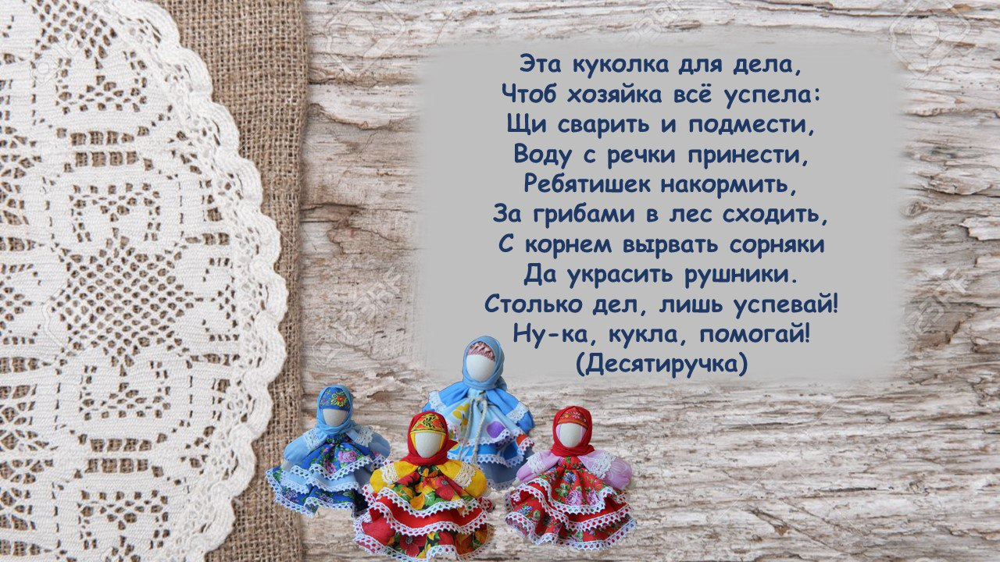 Эта куколка для дела,
Чтоб хозяйка всё успела:
Щи сварить и подмести,
Воду с речки принести,
Ребятишек накормить,
За грибами в лес сходить,
С корнем вырвать сорняки
Да украсить рушники.
Столько дел, лишь успевай!
Ну-ка, кукла, помогай!
(Десятиручка)